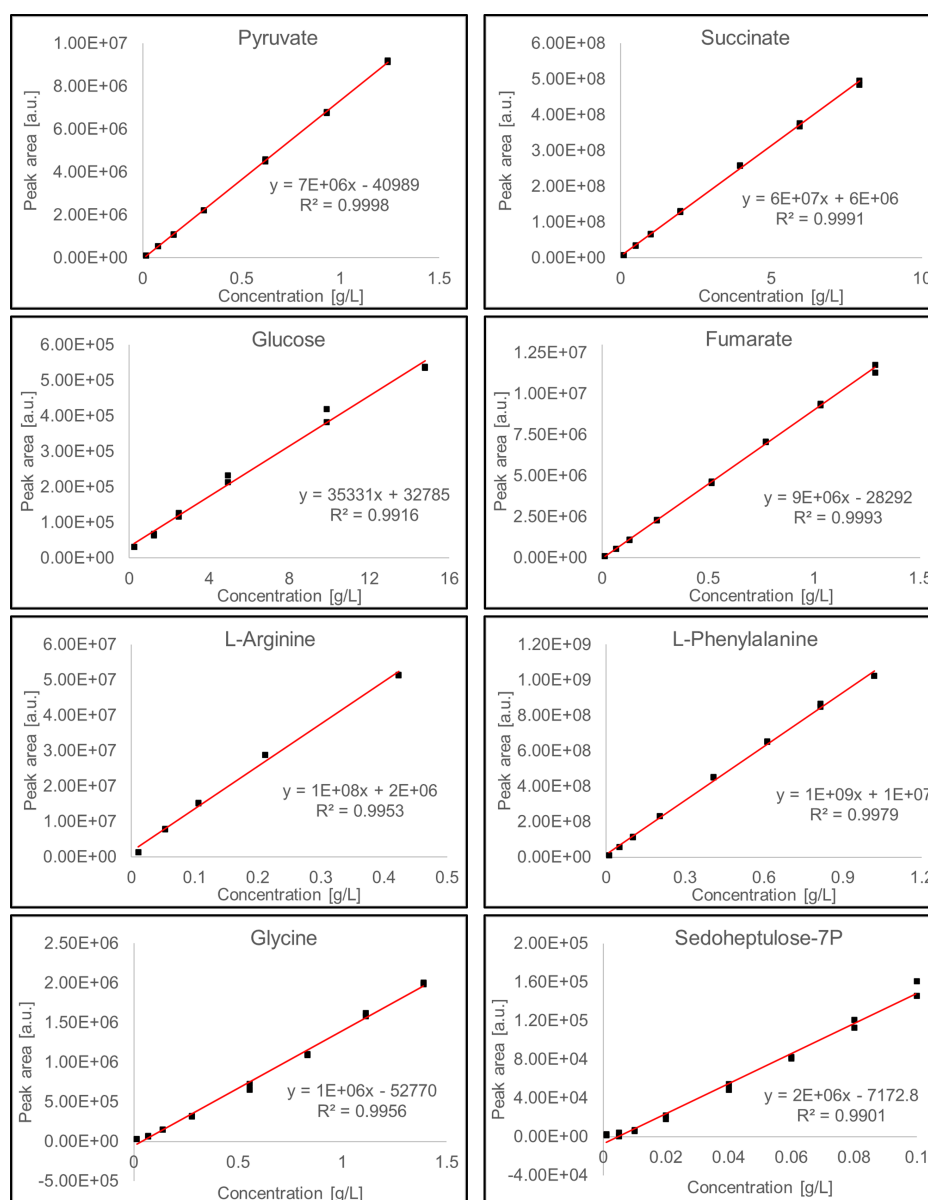 Pyruvate
1.00E+07
8.00E+06
6.00E+06
4.00E+06
2.00E+06
0.00E+00
Peak area [a.u.]
y = 7E+06x - 40989
R² = 0.9998
0 0.5 1 1.5
Concentration [g/L]
Succinate
6.00E+08
5.00E+08
4.00E+08
3.00E+08
2.00E+08
1.00E+08
0.00E+00
Peak area [a.u.]
y = 6E+07x + 6E+06
R² = 0.9991
0 5 10
Concentration [g/L]
Glucose
6.00E+05
5.00E+05
4.00E+05
3.00E+05
2.00E+05
1.00E+05
0.00E+00
Peak area [a.u.]
y = 35331x + 32785
R² = 0.9916
0 4 8 12 16
Concentration [g/L]
Fumarate
1.25E+07
1.00E+07
7.50E+06
5.00E+06
2.50E+06
0.00E+00
Peak area [a.u.]
y = 9E+06x - 28292
R² = 0.9993
0 0.5 1 1.5
Concentration [g/L]
L-Arginine
6.00E+07
5.00E+07
4.00E+07
3.00E+07
2.00E+07
1.00E+07
0.00E+00
Peak area [a.u.]
y = 1E+08x + 2E+06
R² = 0.9953
0 0.1 0.2 0.3 0.4 0.5
Concentration [g/L]
L-Phenylalanine
1.20E+09
1.00E+09
8.00E+08
6.00E+08
4.00E+08
2.00E+08
0.00E+00
Peak area [a.u.]
y = 1E+09x + 1E+07
R² = 0.9979
0 0.3 0.6 0.9 1.2
Concentration [g/L]
Glycine
2.50E+06
2.00E+06
1.50E+06
1.00E+06
5.00E+05
0.00E+00
-5.00E+05
Peak area [a.u.]
y = 1E+06x - 52770
R² = 0.9956
0 0.5 1 1.5
Concentration [g/L]
Sedoheptulose-7P
2.00E+05
1.60E+05
1.20E+05
8.00E+04
4.00E+04
0.00E+00
-4.00E+04
Peak area [a.u.]
y = 2E+06x - 7172.8
R² = 0.9901
0 0.02 0.04 0.06 0.08 0.1
Concentration [g/L]